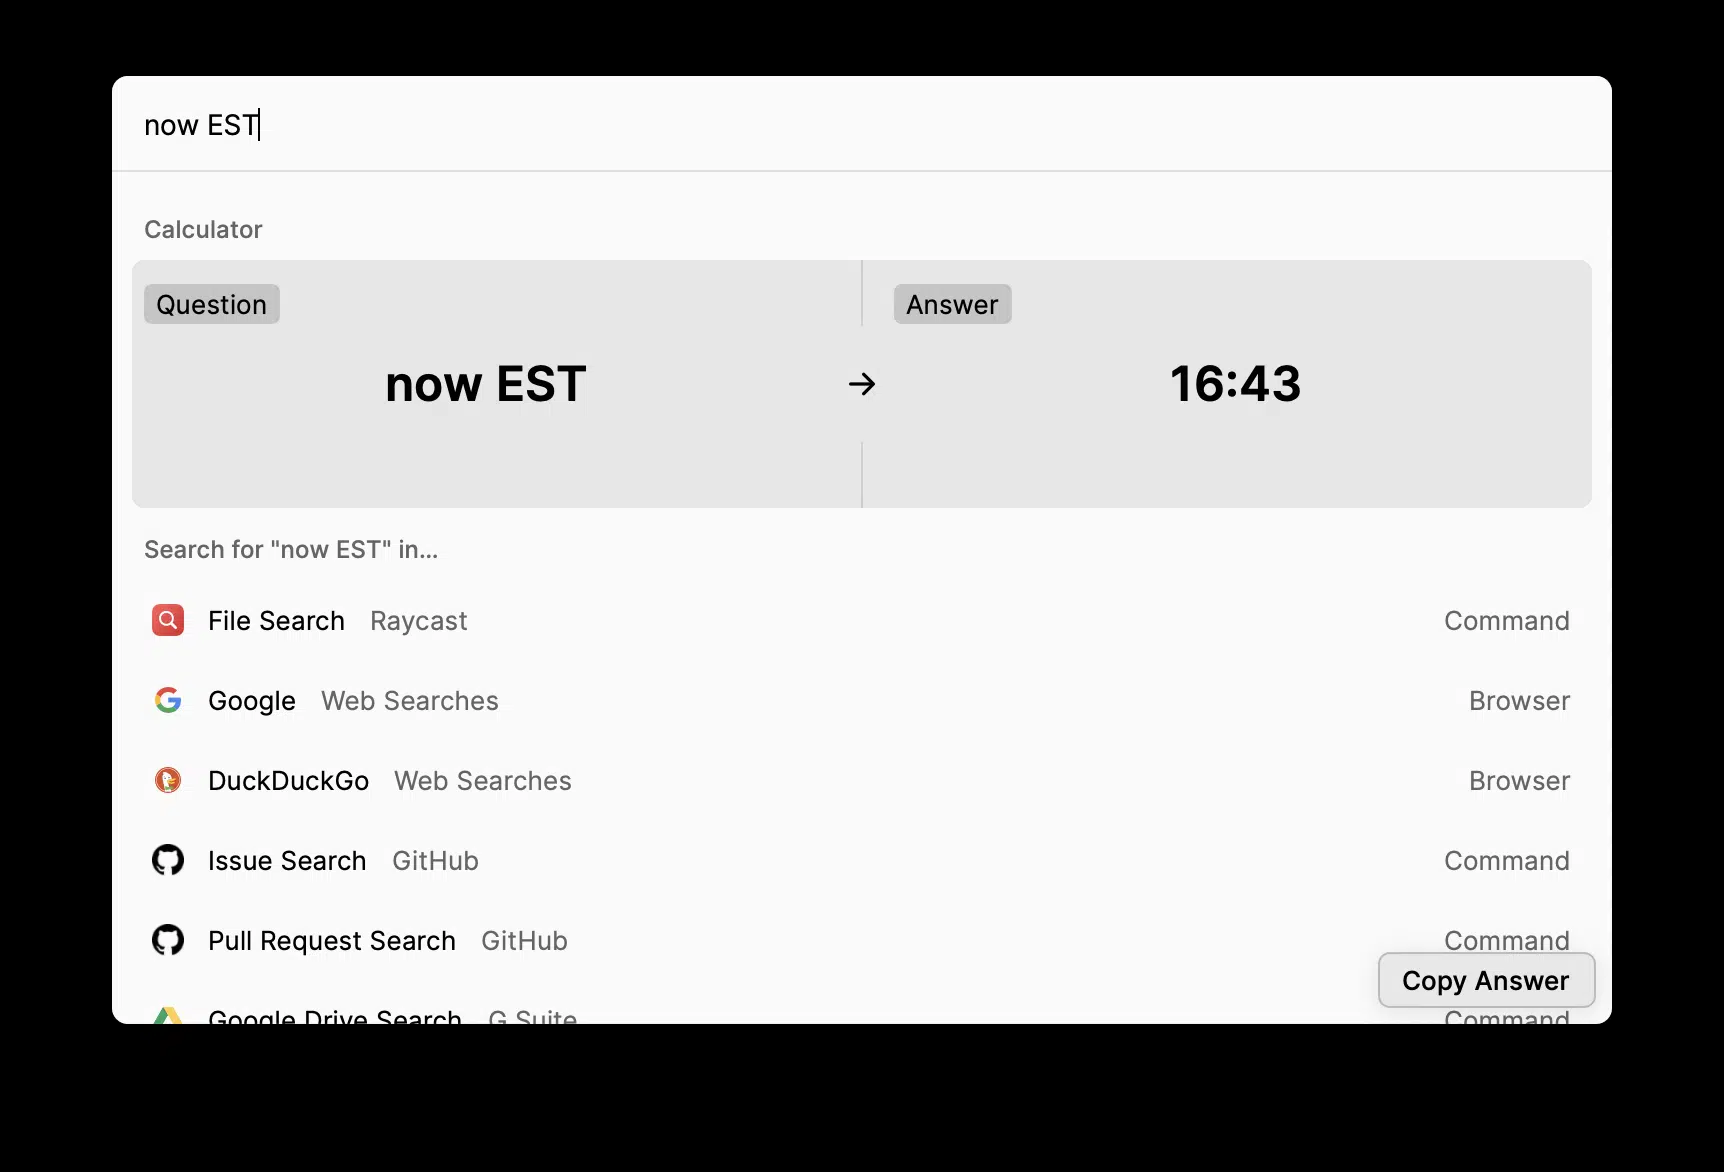 now EST
Calculator
Question
Answer
now EST → 16:43
Search for "now EST" in...
File Search Raycast Command
Google Web Searches Browser
DuckDuckGo Web Searches Browser
Issue Search GitHub Command
Pull Request Search GitHub Command
Copy Answer
Google Drive Search G Suite Command